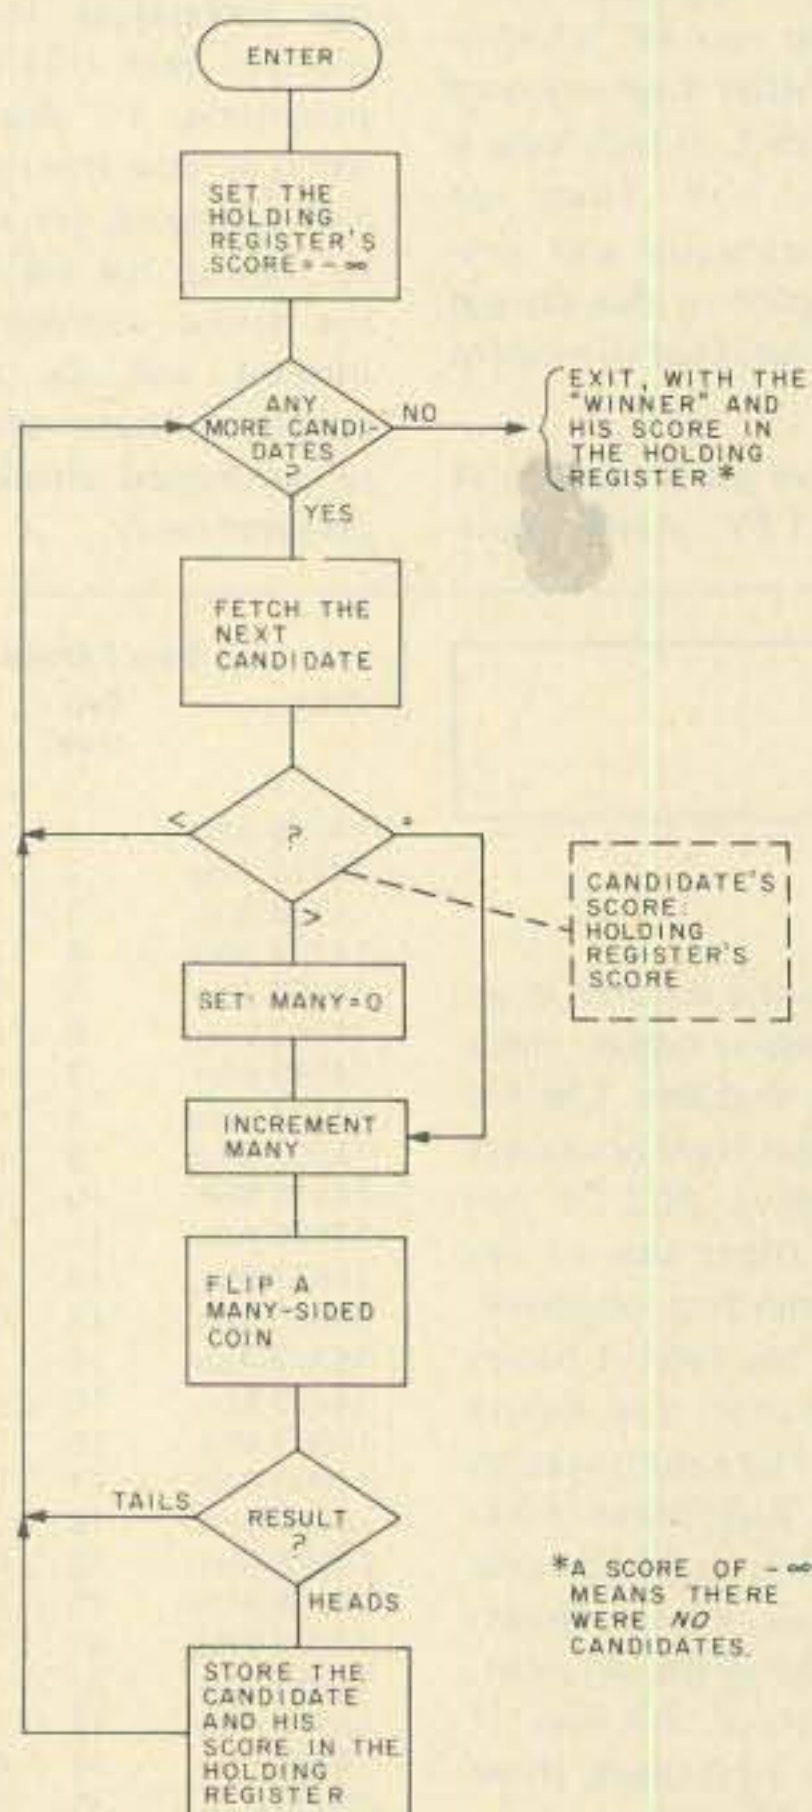 ENTER
SET THE
HOLDING
REGISTER'S
SCORE = -∞
ANY
MORE CANDI-
DATES
?
NO
EXIT, WITH THE
"WINNER" AND
HIS SCORE IN
THE HOLDING
REGISTER *
YES
FETCH THE
NEXT
CANDIDATE
<
?
=
>
CANDIDATE'S
SCORE:
HOLDING
REGISTER'S
SCORE
SET MANY=0
INCREMENT
MANY
FLIP A
MANY-SIDED
COIN
TAILS
RESULT
?
HEADS
*A SCORE OF -∞
MEANS THERE
WERE NO
CANDIDATES.
STORE THE
CANDIDATE
AND HIS
SCORE IN THE
HOLDING
REGISTER